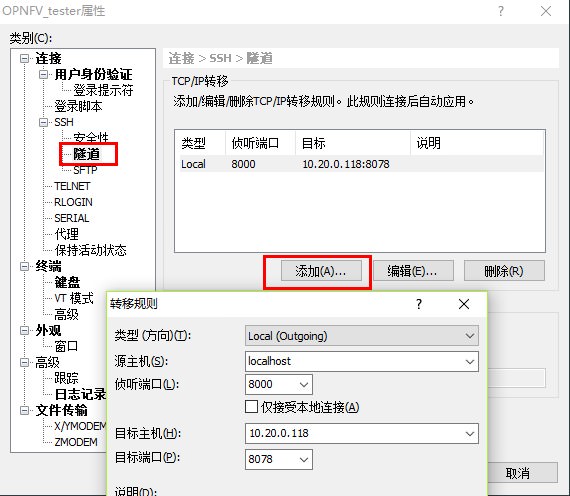 OPNFV_tester属性
? ×
类别(C):
连接
用户身份验证
登录提示符
登录脚本
SSH
安全性
隧道
SFTP
TELNET
RLOGIN
SERIAL
代理
保持活动状态
终端
键盘
VT 模式
高级
外观
窗口
高级
跟踪
日志记录
文件传输
X/YMODEM
ZMODEM
连接 > SSH > 隧道
TCP/IP转移
添加/编辑/删除TCP/IP转移规则。此规则连接后自动应用。
类型 侦听端口 目标 说明
Local 8000 10.20.0.118:8078
添加(A)... 编辑(E)... 删除(R)
转移规则 ? ×
类型 (方向)(T): Local (Outgoing)
源主机(S): localhost
侦听端口(L): 8000
仅接受本地连接(A)
目标主机(H): 10.20.0.118
目标端口(P): 8078
说明(D):
取消